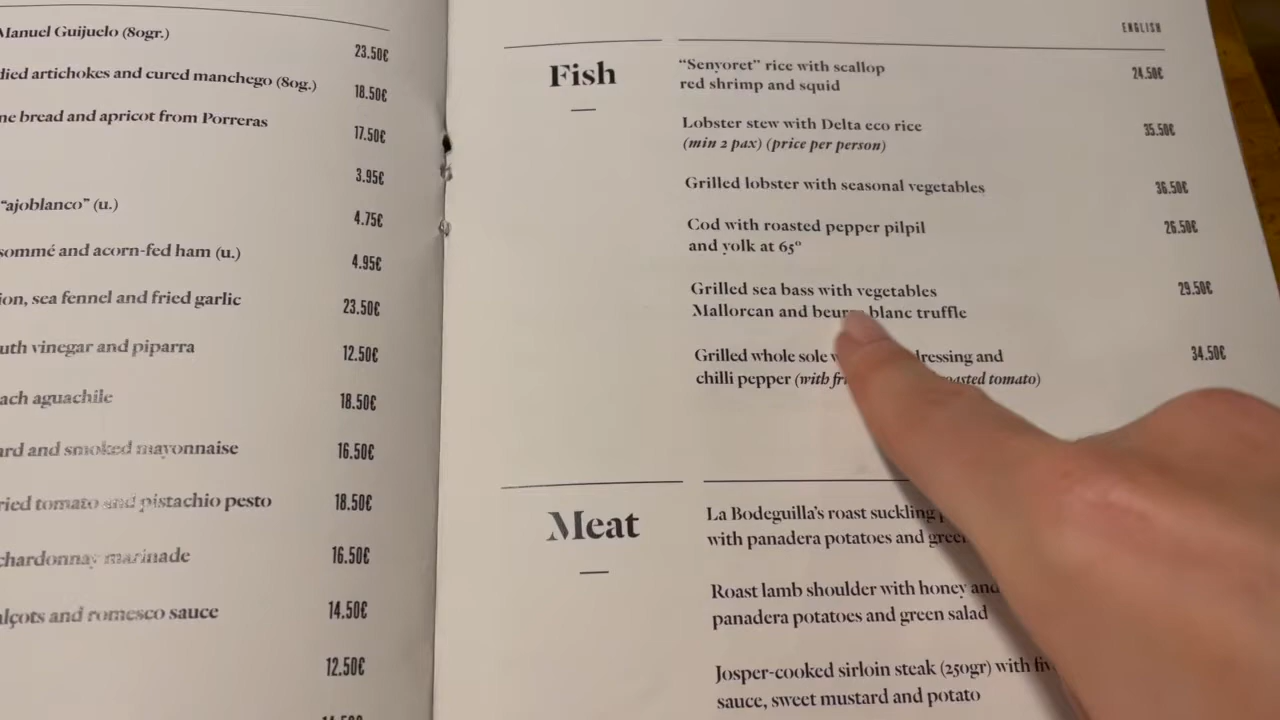 Manuel Guijuelo (80gr.)
23.50€
died artichokes and cured manchego (80g.)
18.50€
ne bread and apricot from Porreras
17.50€
3.95€
“ajoblanco” (u.)
4.75€
sommé and acorn-fed ham (u.)
4.95€
ion, sea fennel and fried garlic
23.50€
uth vinegar and piparra
12.50€
ach aguachile
18.50€
ard and smoked mayonnaise
16.50€
ried tomato and pistachio pesto
18.50€
chardonnay marinade
16.50€
alçots and romesco sauce
14.50€
12.50€
ENGLISH
Fish
“Senyoret” rice with scallop
red shrimp and squid
24.50€
Lobster stew with Delta eco rice
(min 2 pax) (price per person)
35.50€
Grilled lobster with seasonal vegetables
36.50€
Cod with roasted pepper pilpil
and yolk at 65º
26.50€
Grilled sea bass with vegetables
Mallorcan and beurre blanc truffle
29.50€
Grilled whole sole dressing and
chilli pepper (with roasted tomato)
34.50€
Meat
La Bodeguilla’s roast suckling
with panadera potatoes and green
Roast lamb shoulder with honey and
panadera potatoes and green salad
Josper-cooked sirloin steak (250gr) with
sauce, sweet mustard and potato